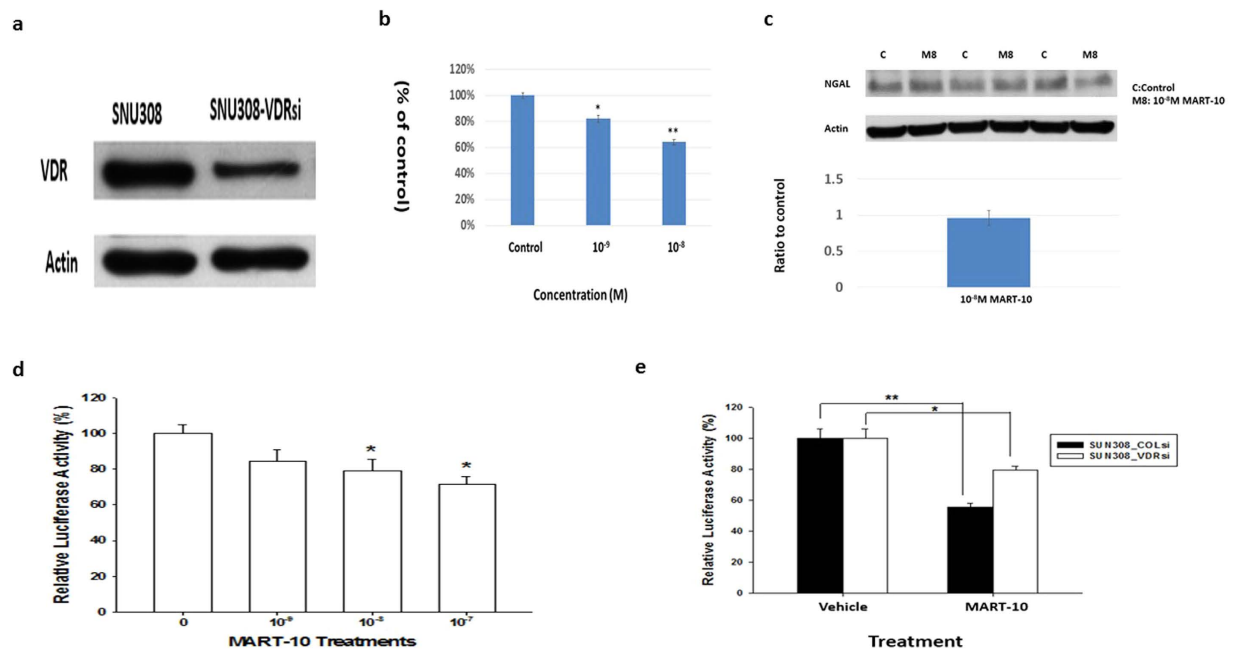 a
SNU308 SNU308-VDRsi
VDR
Actin
b
(% of control)
120%
100%
80%
60%
40%
20%
0%
*
**
Control 10⁻⁹ 10⁻⁸
Concentration (M)
c
C M8 C M8 C M8
NGAL
Actin
C:Control
M8: 10⁻⁸M MART-10
Ratio to control
1.5
1
0.5
0
10⁻⁸M MART-10
d
Relative Luciferase Activity (%)
120
100
80
60
40
20
0
*
*
0 10⁻⁹ 10⁻⁸ 10⁻⁷
MART-10 Treatments
e
Relative Luciferase Activity (%)
120
100
80
60
40
20
0
**
*
SUN308_COLsi
SUN308_VDRsi
Vehicle MART-10
Treatment